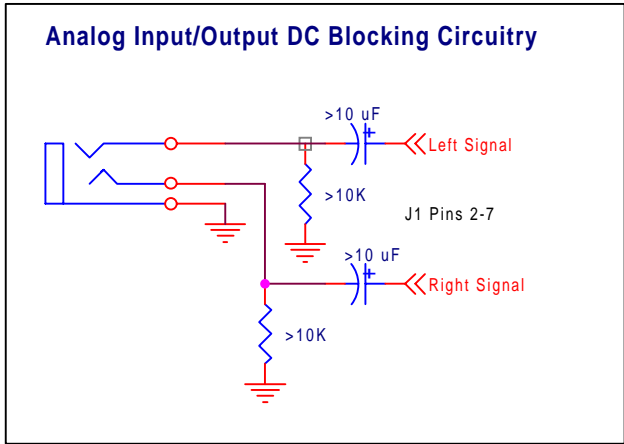 Analog Input/Output DC Blocking Circuitry
>10 uF
+
Left Signal
>10K
J1 Pins 2-7
>10 uF
+
Right Signal
>10K